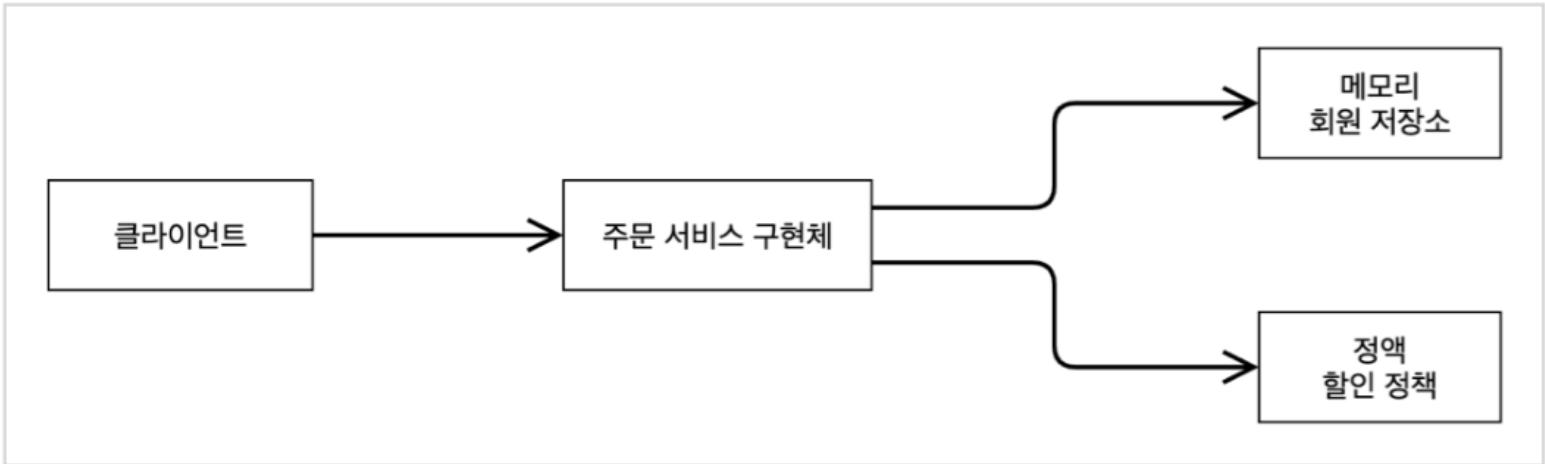 클라이언트
주문 서비스 구현체
메모리
회원 저장소
정액
할인 정책